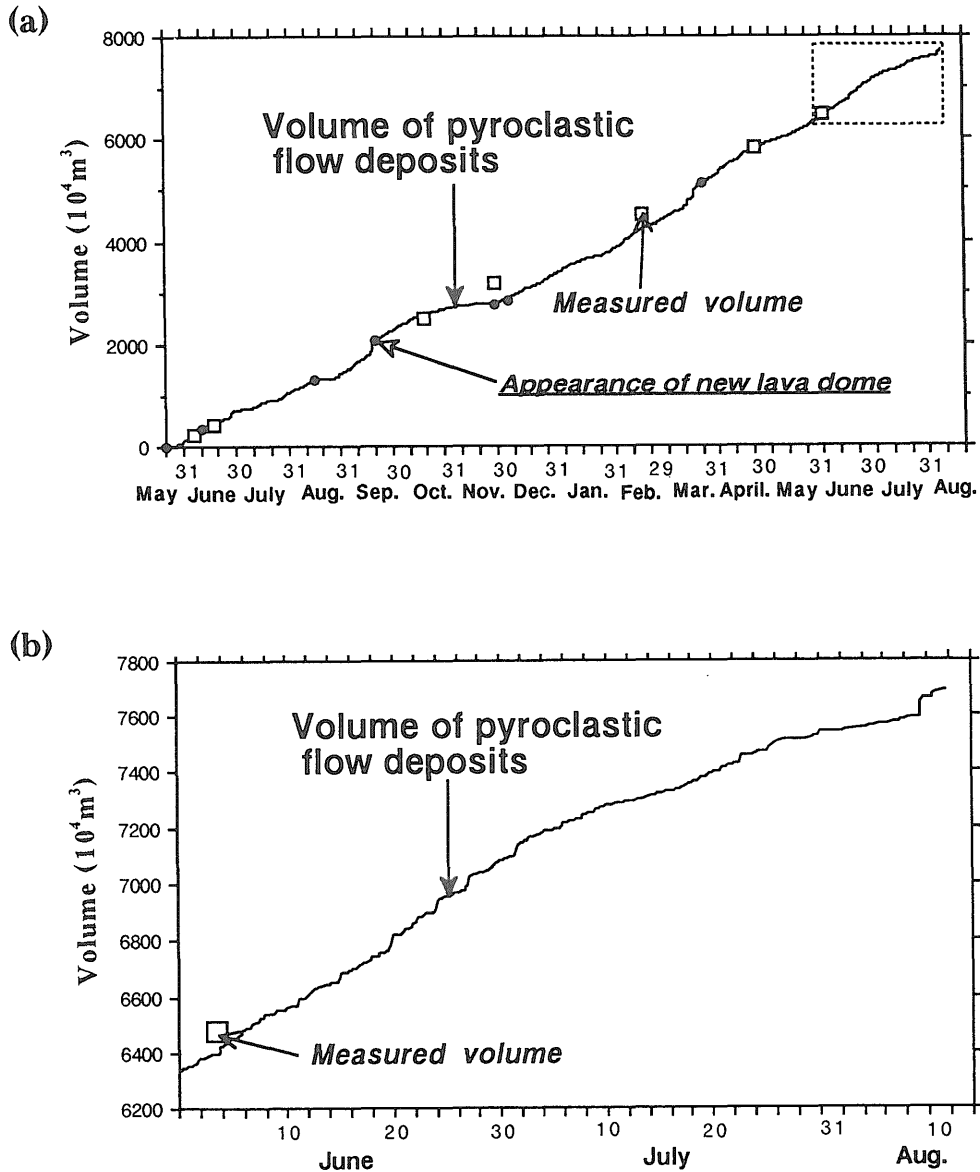 (a)
8000
6000
4000
2000
0
Volume (10⁴m³)
Volume of pyroclastic
flow deposits
Measured volume
Appearance of new lava dome
31 30 31 31 30 31 30 31 31 29 31 30 31 30 31
May June July Aug. Sep. Oct. Nov. Dec. Jan. Feb. Mar. April. May June July Aug.
(b)
7800
7600
7400
7200
7000
6800
6600
6400
6200
Volume (10⁴m³)
Volume of pyroclastic
flow deposits
Measured volume
10 20 30 10 20 31 10
June July Aug.